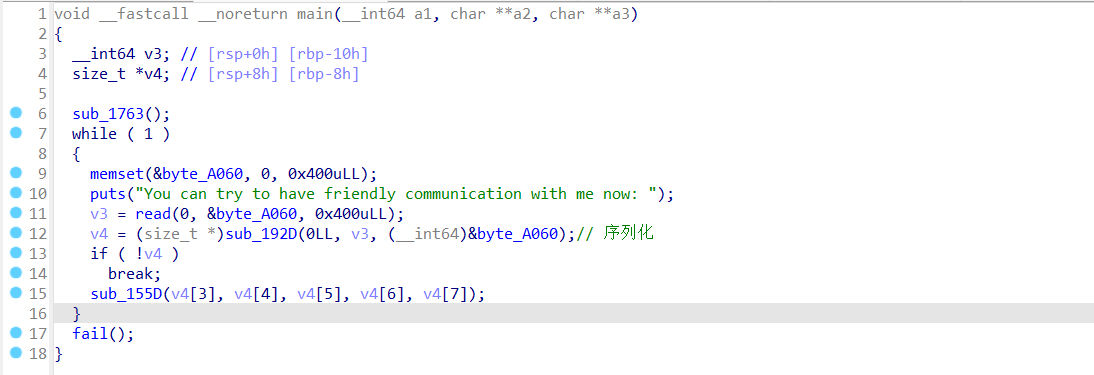 1 void __fastcall __noreturn main(__int64 a1, char **a2, char **a3)
2 {
3   __int64 v3; // [rsp+0h] [rbp-10h]
4   size_t *v4; // [rsp+8h] [rbp-8h]
5
6   sub_1763();
7   while ( 1 )
8   {
9     memset(&byte_A060, 0, 0x400uLL);
10     puts("You can try to have friendly communication with me now: ");
11     v3 = read(0, &byte_A060, 0x400uLL);
12     v4 = (size_t *)sub_192D(0LL, v3, (__int64)&byte_A060);// 序列化
13     if ( !v4 )
14       break;
15     sub_155D(v4[3], v4[4], v4[5], v4[6], v4[7]);
16   }
17   fail();
18 }